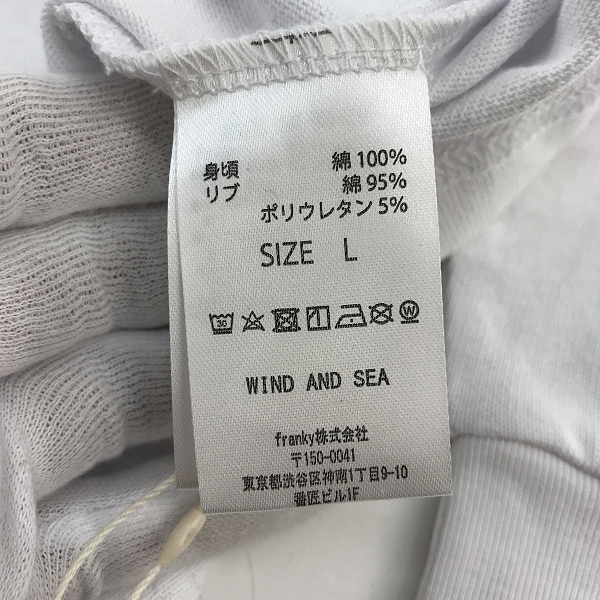 身頃 綿 100%
リブ 綿 95%
ポリウレタン 5%
SIZE L
30
WIND AND SEA
franky株式会社
〒150-0041
東京都渋谷区神南1丁目9-10
番匠ビル1F